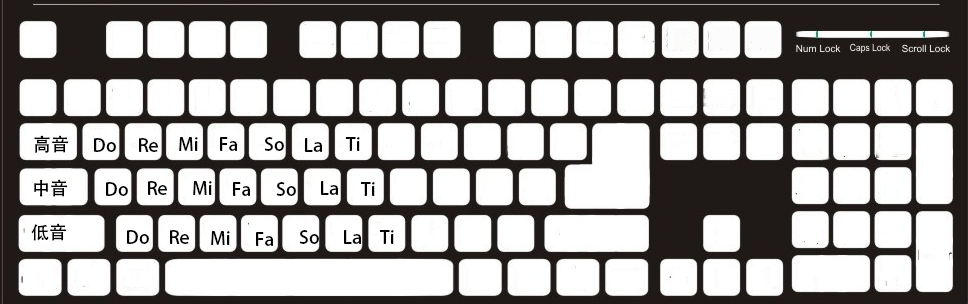 Num Lock Caps Lock Scroll Lock
高音 Do Re Mi Fa So La Ti
中音 Do Re Mi Fa So La Ti
低音 Do Re Mi Fa So La Ti